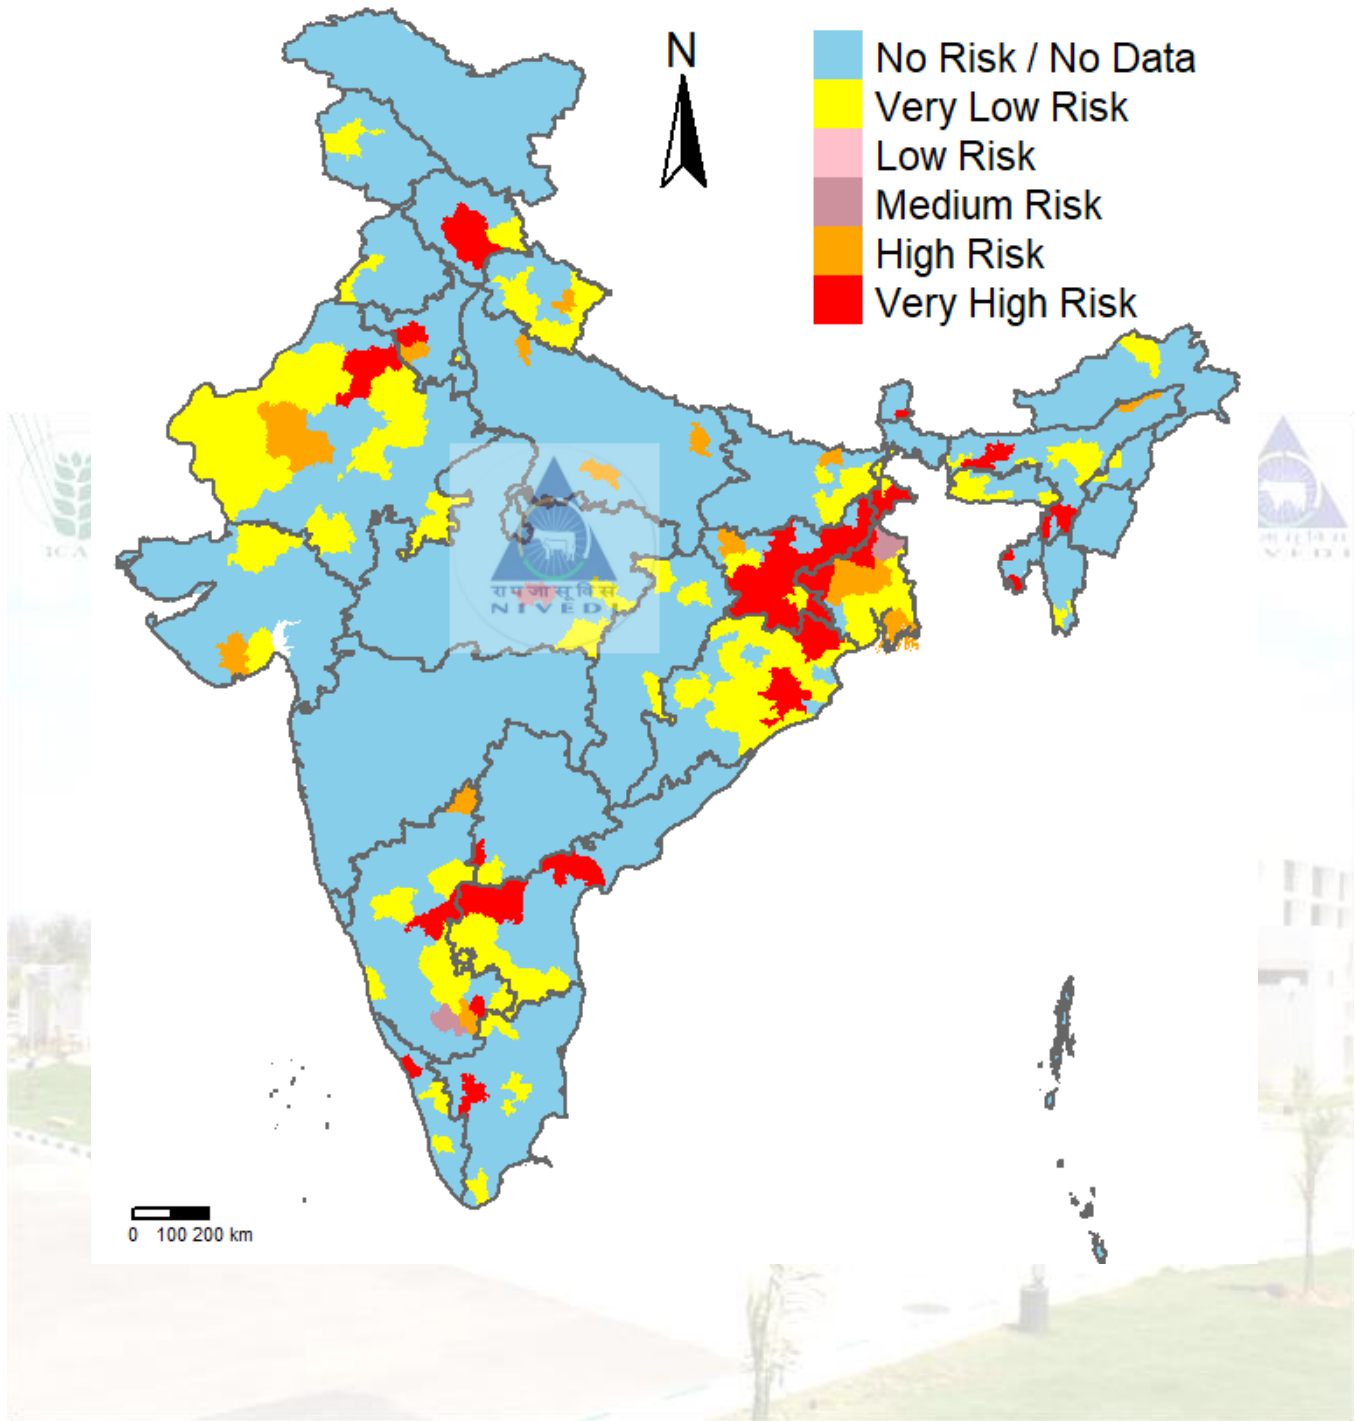 N
No Risk / No Data
Very Low Risk
Low Risk
Medium Risk
High Risk
Very High Risk
राप जा सू वि सं
NIVEDI
0 100 200 km